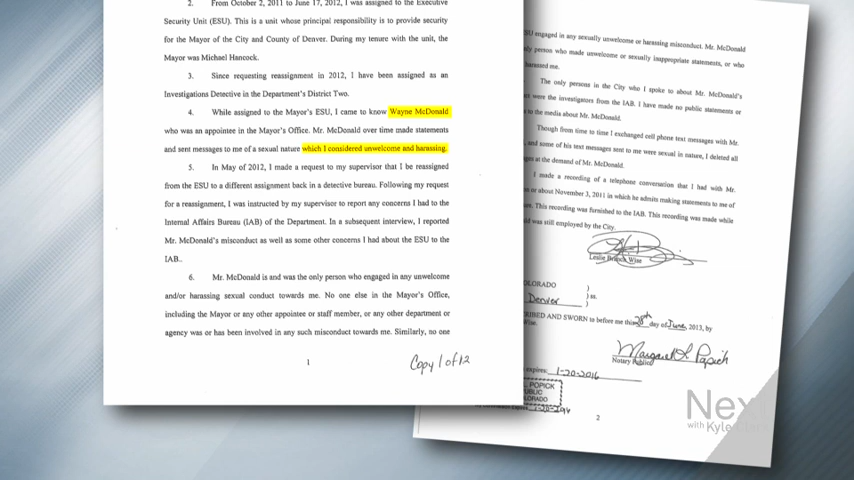 2. From October 2, 2011 to June 17, 2012, I was assigned to the Executive
Security Unit (ESU). This is a unit whose principal responsibility is to provide security
for the Mayor of the City and County of Denver. During my tenure with the unit, the
Mayor was Michael Hancock.
3. Since requesting reassignment in 2012, I have been assigned as an
Investigations Detective in the Department's District Two.
4. While assigned to the Mayor's ESU, I came to know Wayne McDonald
who was an appointee in the Mayor's Office. Mr. McDonald over time made statements
and sent messages to me of a sexual nature which I considered unwelcome and harassing.
5. In May of 2012, I made a request to my supervisor that I be reassigned
from the ESU to a different assignment back in a detective bureau. Following my request
for a reassignment, I was instructed by my supervisor to report any concerns I had to the
Internal Affairs Bureau (IAB) of the Department. In a subsequent interview, I reported
Mr. McDonald's misconduct as well as some other concerns I had about the ESU to the
IAB..
6. Mr. McDonald is and was the only person who engaged in any unwelcome
and/or harassing sexual conduct towards me. No one else in the Mayor's Office,
including the Mayor or any other appointee or staff member, or any other department or
agency was or has been involved in any such misconduct towards me. Similarly, no one
1
Copy 1 of 12
SU engaged in any sexually unwelcome or harassing misconduct. Mr. McDonald
ly person who made unwelcome or sexually inappropriate statements, or who
harassed me.
The only persons in the City who I spoke to about Mr. McDonald's
were the investigators from the IAB. I have made no public statements or
to the media about Mr. McDonald.
Though from time to time I exchanged cell phone text messages with Mr.
and some of his text messages sent to me were sexual in nature, I deleted all
es at the demand of Mr. McDonald.
I made a recording of a telephone conversation that I had with Mr.
or about November 3, 2011 in which he admits making statements to me of
This recording was furnished to the IAB. This recording was made while
ld was still employed by the City.
Leslie Branch Wise
OLORADO )
) ss.
Denver )
RIBED AND SWORN to before me this 28th day of June, 2013, by
Wise.
Margaret L Popick
Notary Public
expires: 1-20-2016
. POPICK
UBLIC
LORADO
2
Next
with Kyle